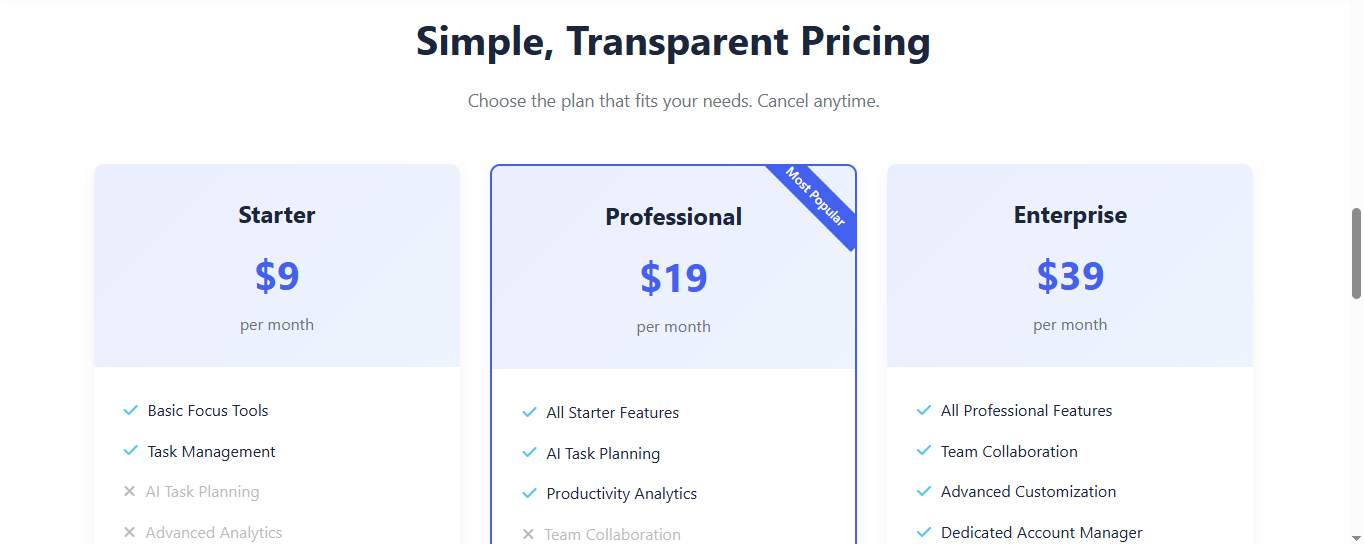 Simple, Transparent Pricing
Choose the plan that fits your needs. Cancel anytime.
Starter
$9
per month
Basic Focus Tools
Task Management
AI Task Planning
Advanced Analytics
Most Popular
Professional
$19
per month
All Starter Features
AI Task Planning
Productivity Analytics
Team Collaboration
Enterprise
$39
per month
All Professional Features
Team Collaboration
Advanced Customization
Dedicated Account Manager